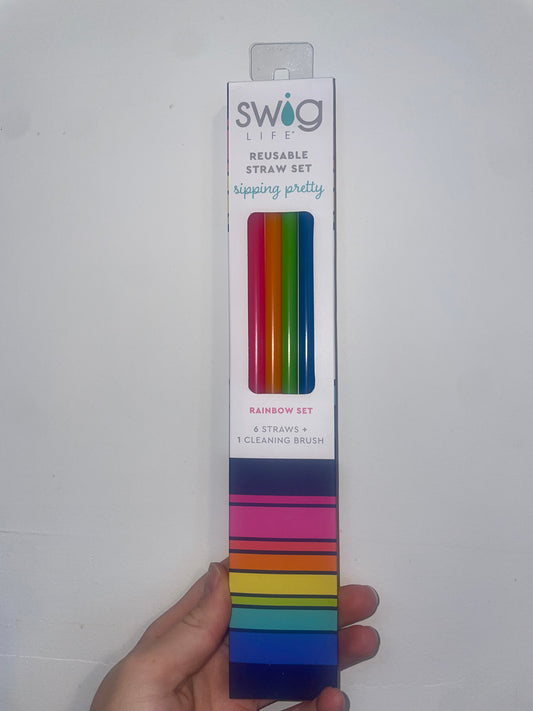 swig
LIFE®
REUSABLE
STRAW SET
sipping pretty
RAINBOW SET
6 STRAWS +
1 CLEANING BRUSH